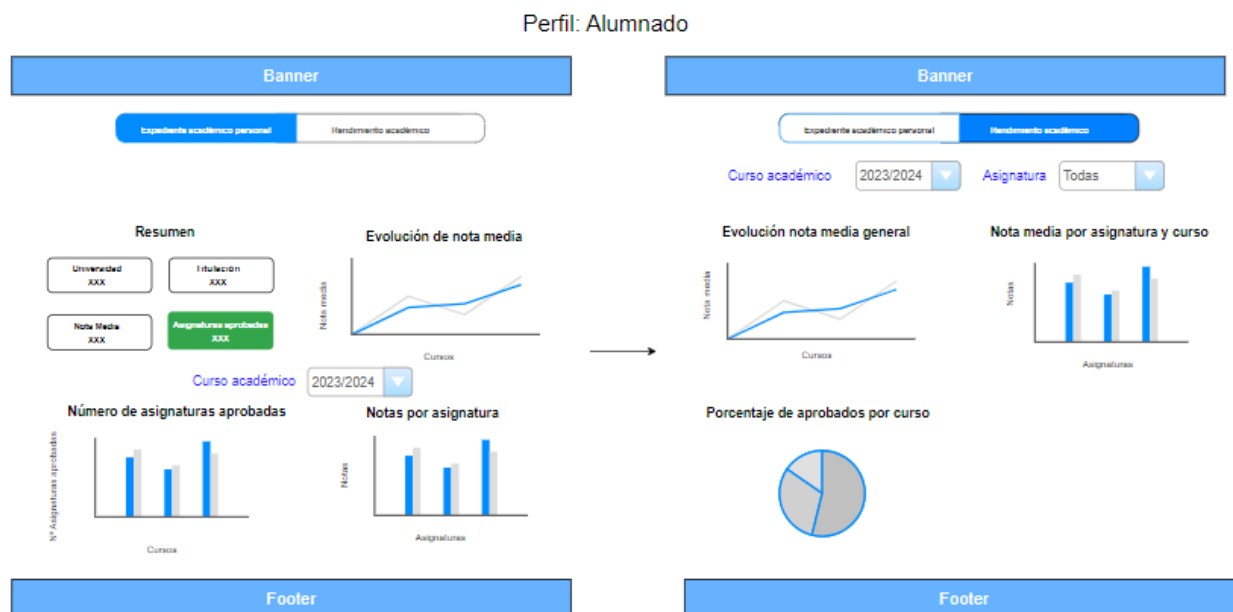 Perfil: Alumnado
Banner
Expediente académico personal
Rendimiento académico
Resumen
Universidad
XXX
Titulación
XXX
Nota Media
XXX
Asignaturas aprobadas
XXX
Evolución de nota media
Nota media
Cursos
Curso académico
2023/2024
Número de asignaturas aprobadas
Nº Asignaturas aprobadas
Cursos
Notas por asignatura
Notas
Asignaturas
Footer
Banner
Expediente académico personal
Rendimiento académico
Curso académico
2023/2024
Asignatura
Todas
Evolución nota media general
Nota media
Cursos
Nota media por asignatura y curso
Notas
Asignaturas
Porcentaje de aprobados por curso
Footer